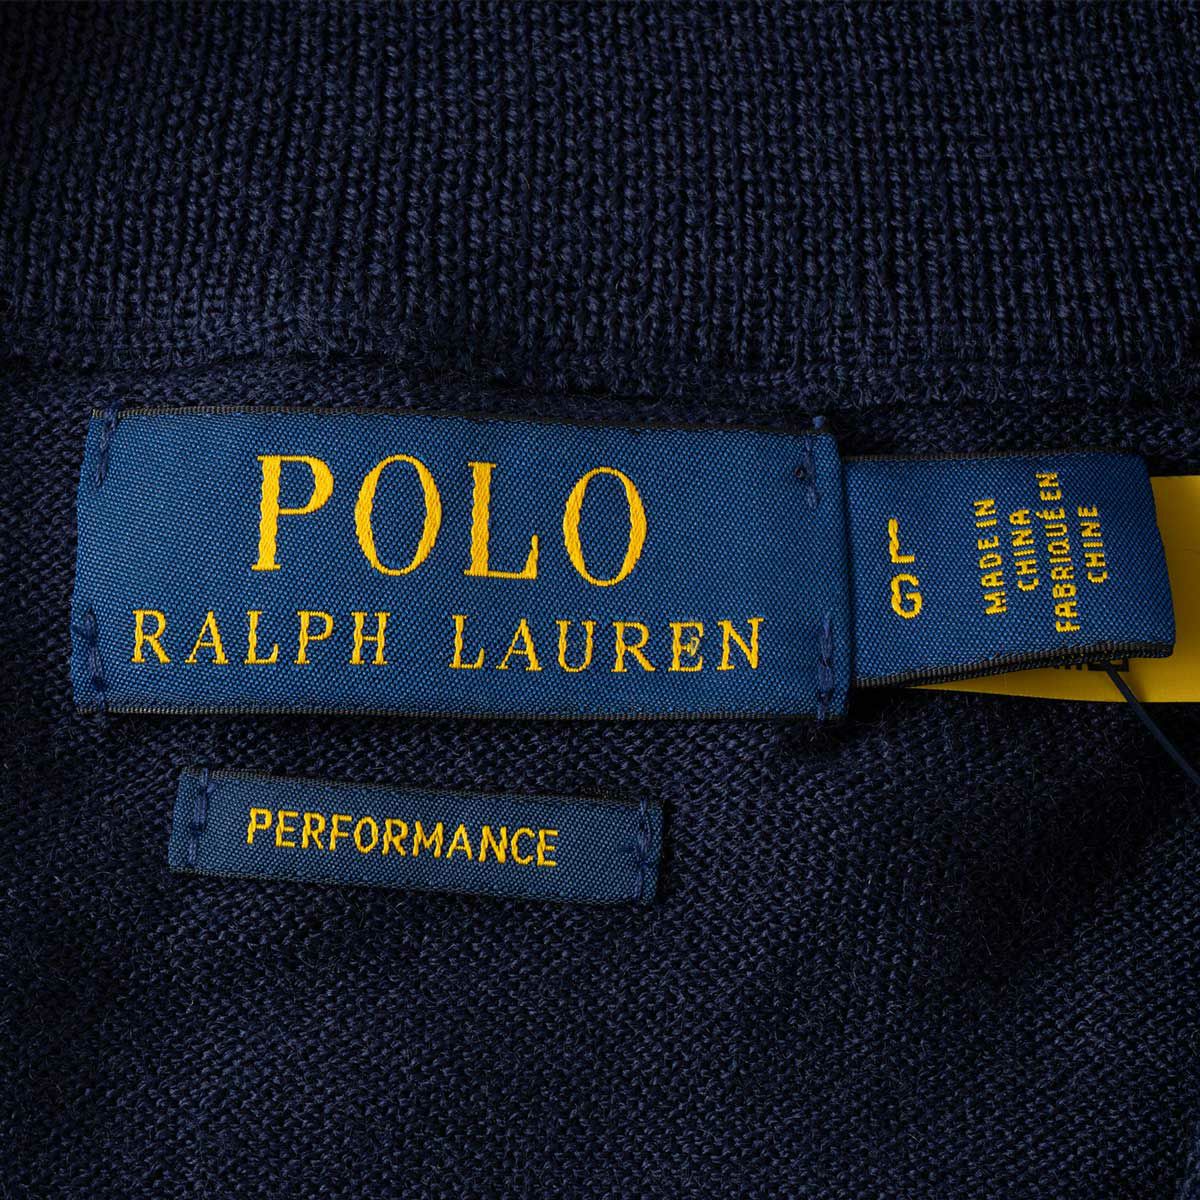 POLO
RALPH LAUREN
L
G
MADE IN
CHINA
FABRIQUÉ EN
CHINE
PERFORMANCE